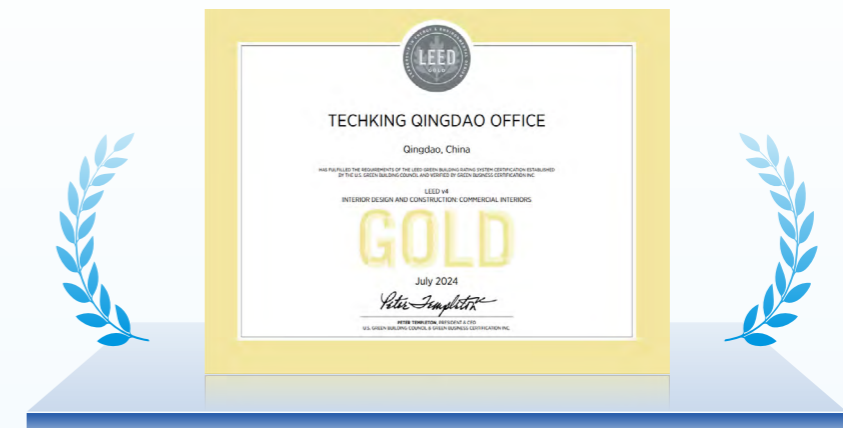 LEED
GOLD
TECHKING QINGDAO OFFICE
Qingdao, China
HAS FULFILLED THE REQUIREMENTS OF THE LEED GREEN BUILDING RATING SYSTEM CERTIFICATION ESTABLISHED
BY THE U.S. GREEN BUILDING COUNCIL AND VERIFIED BY GREEN BUSINESS CERTIFICATION INC.
LEED v4
INTERIOR DESIGN AND CONSTRUCTION: COMMERCIAL INTERIORS
GOLD
July 2024
Peter Templeton
PETER TEMPLETON, PRESIDENT & CEO
U.S. GREEN BUILDING COUNCIL & GREEN BUSINESS CERTIFICATION INC.